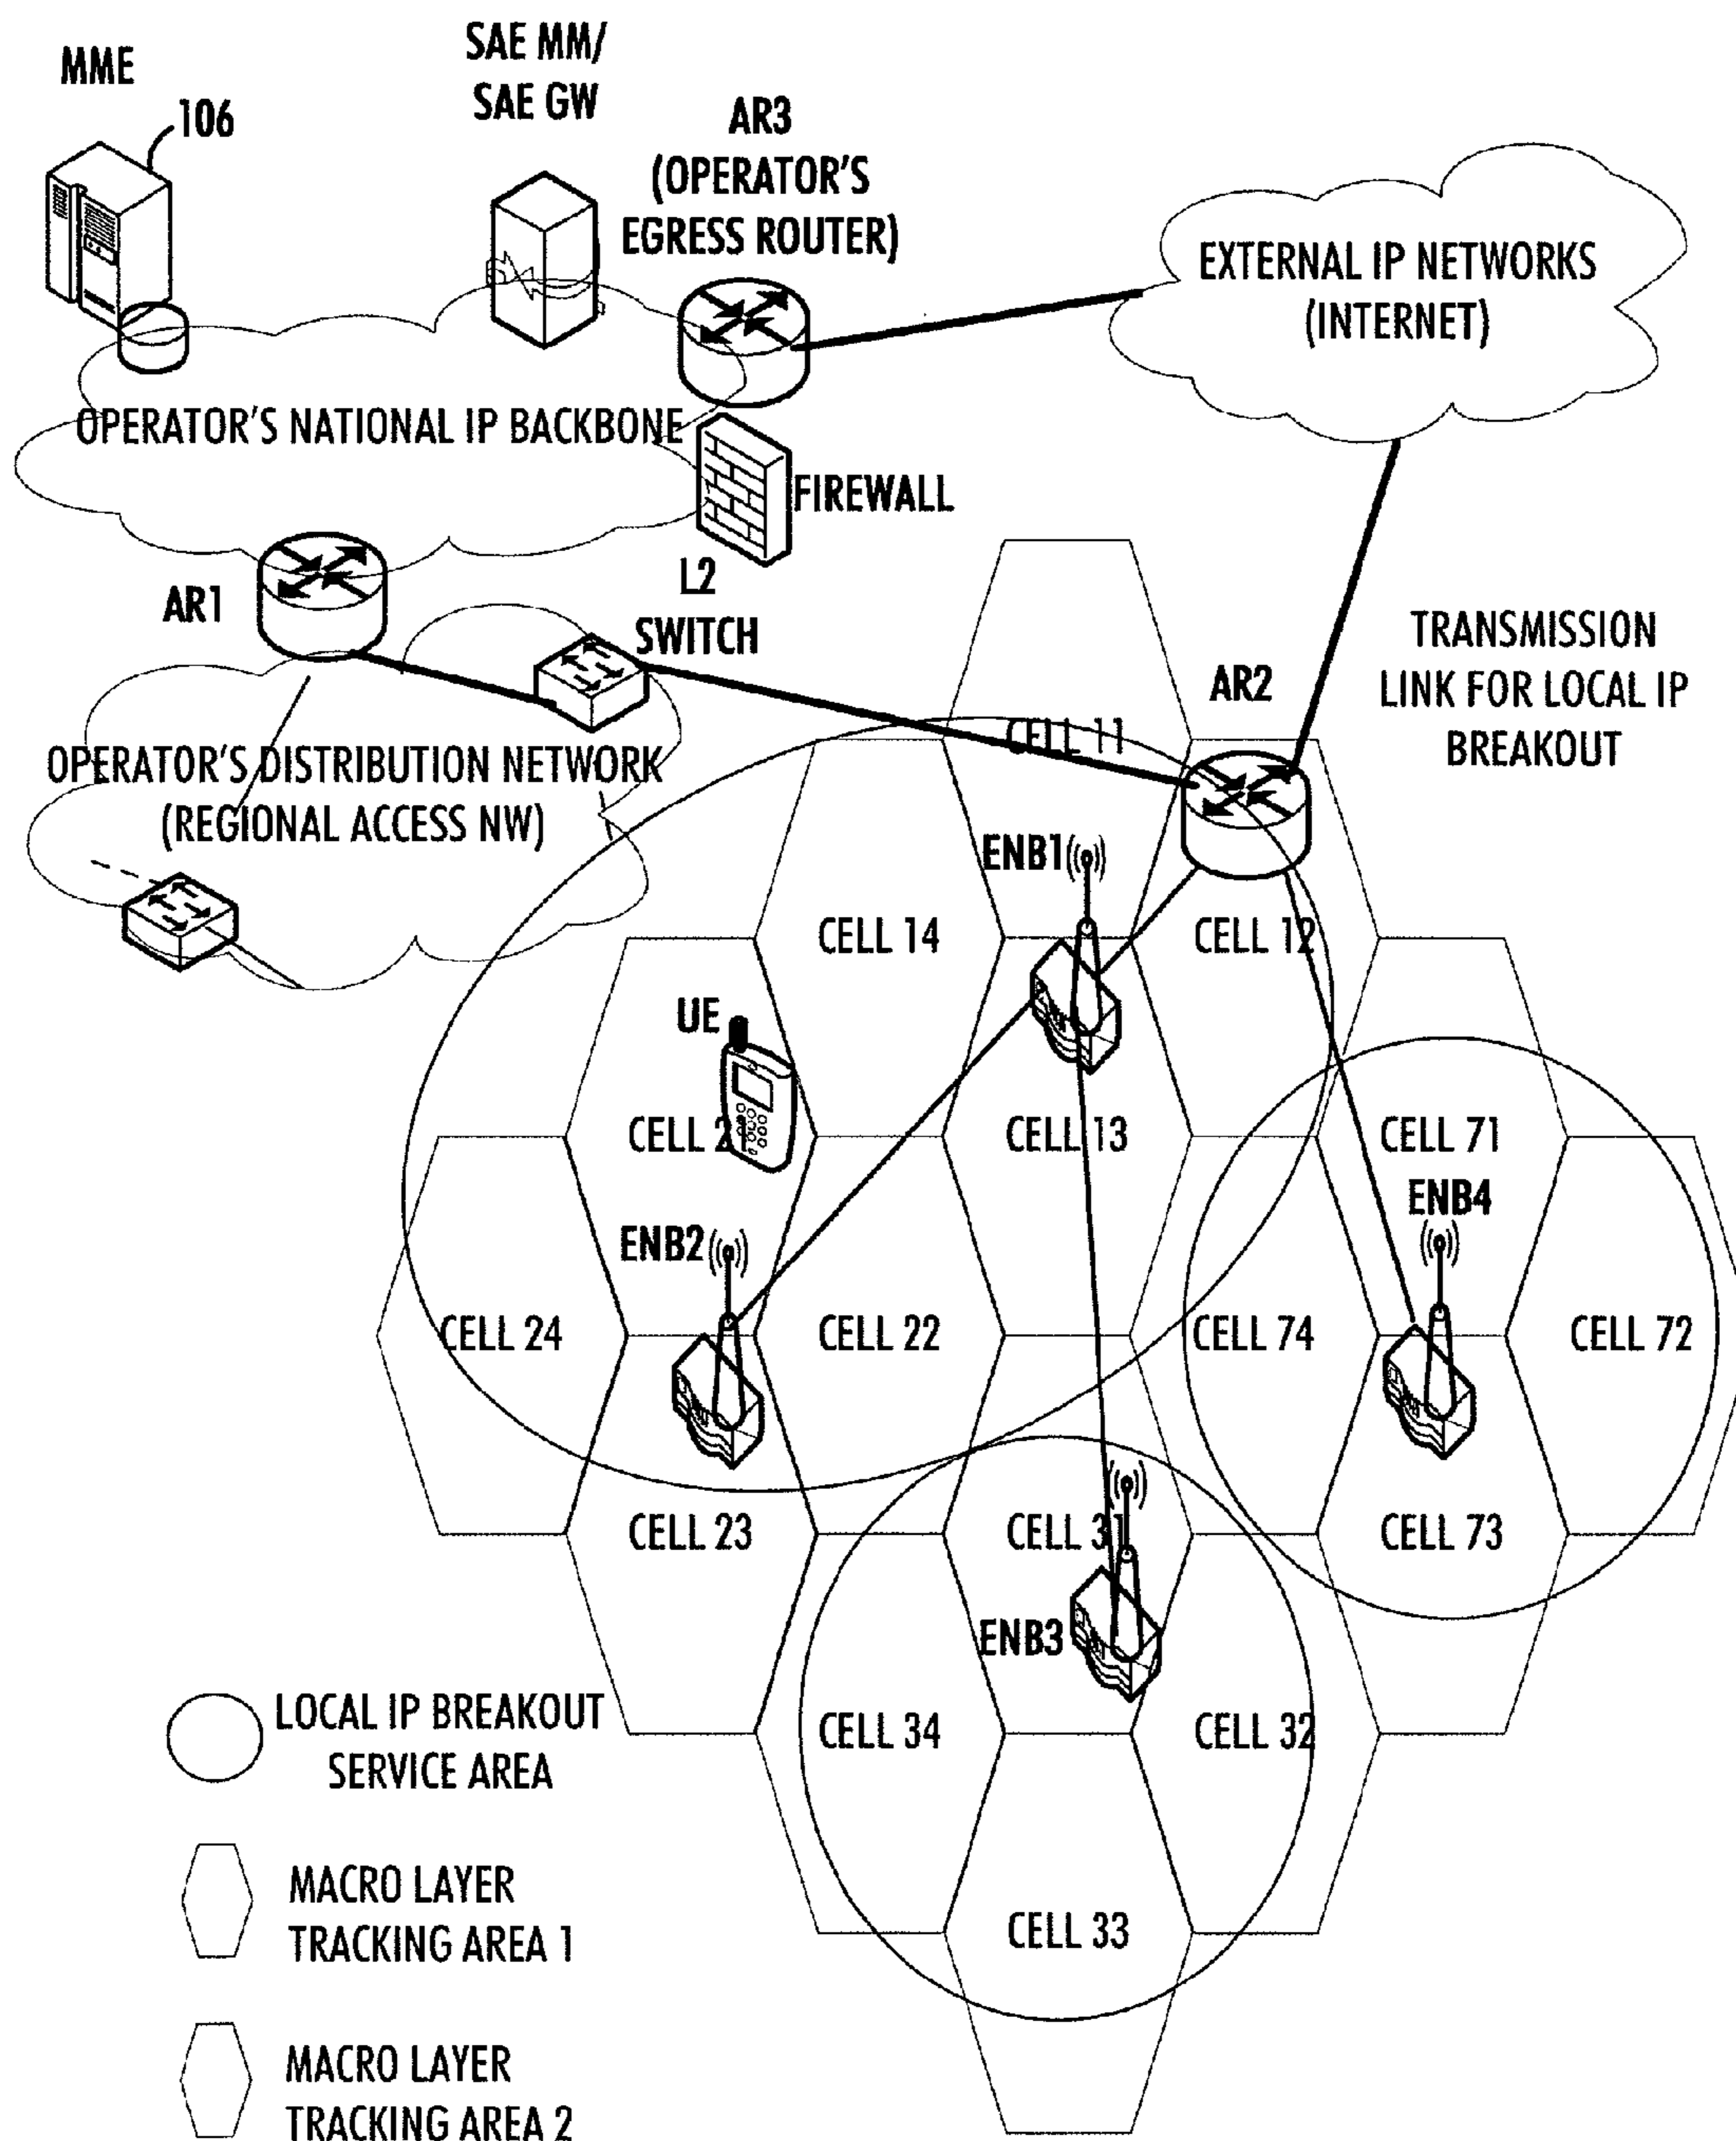 MME
106
SAE MM/
SAE GW
AR3
(OPERATOR'S
EGRESS ROUTER)
EXTERNAL IP NETWORKS
(INTERNET)
OPERATOR'S NATIONAL IP BACKBONE
FIREWALL
AR1
L2
SWITCH
AR2
TRANSMISSION
LINK FOR LOCAL IP
BREAKOUT
OPERATOR'S DISTRIBUTION NETWORK
(REGIONAL ACCESS NW)
CELL 11
ENB1
CELL 14
CELL 12
UE
CELL 21
CELL 13
CELL 71
ENB4
ENB2
CELL 24
CELL 22
CELL 74
CELL 72
CELL 23
CELL 31
CELL 73
ENB3
CELL 34
CELL 32
CELL 33
LOCAL IP BREAKOUT
SERVICE AREA
MACRO LAYER
TRACKING AREA 1
MACRO LAYER
TRACKING AREA 2